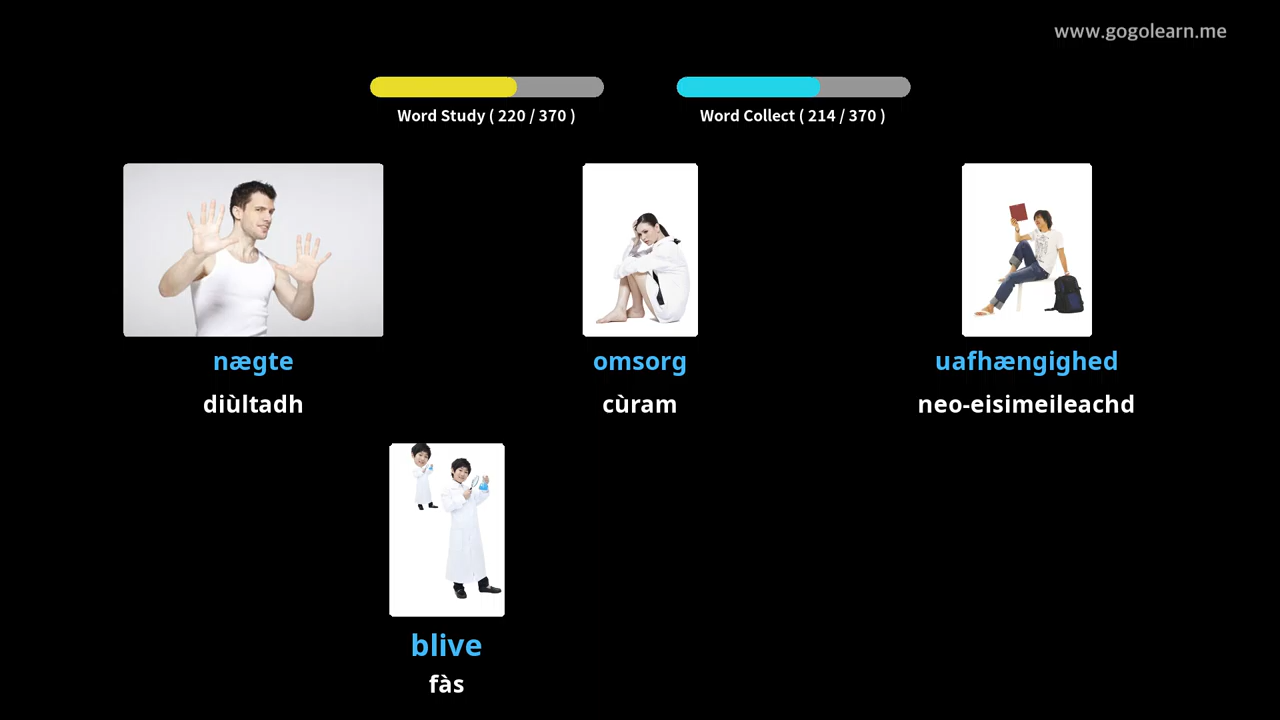 www.gogolearn.me
Word Study ( 220 / 370 )
Word Collect ( 214 / 370 )
nægte
omsorg
uafhængighed
diùltadh
cùram
neo-eisimeileachd
blive
fàs